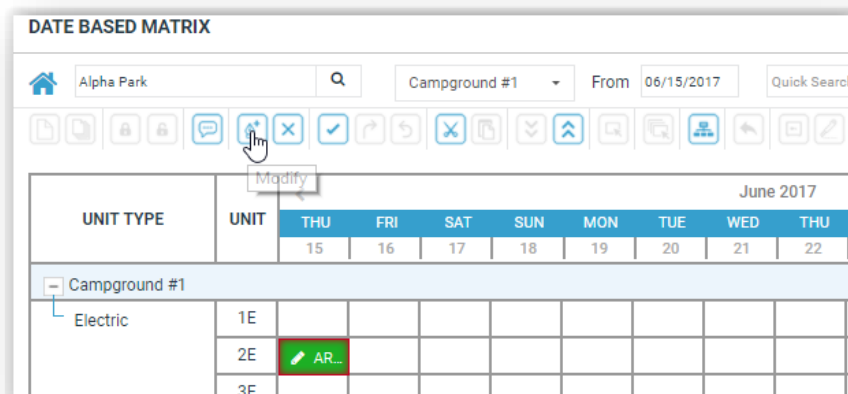 DATE BASED MATRIX
Alpha Park
Campground #1
From
06/15/2017
Quick Searc
Modify
June 2017
UNIT TYPE
UNIT
THU FRI SAT SUN MON TUE WED THU
15 16 17 18 19 20 21 22
Campground #1
Electric
1E
2E
AR...
3E